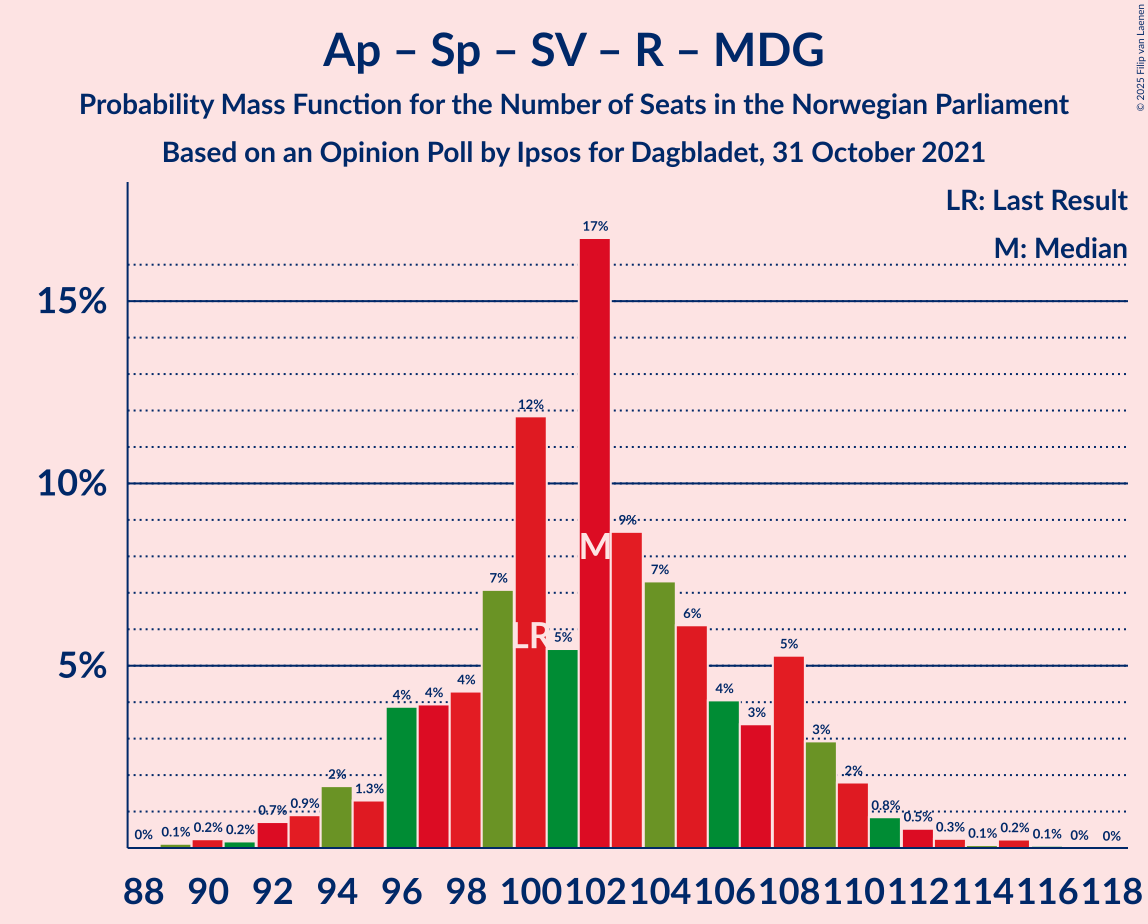 Ap – Sp – SV – R – MDG
Probability Mass Function for the Number of Seats in the Norwegian Parliament
Based on an Opinion Poll by Ipsos for Dagbladet, 31 October 2021
© 2025 Filip van Laenen
LR: Last Result
M: Median
15%
10%
5%
0% 0.1% 0.2% 0.2% 0.7% 0.9% 2% 1.3% 4% 4% 4% 7% 12% 5% 17% 9% 7% 6% 4% 3% 5% 3% 2% 0.8% 0.5% 0.3% 0.1% 0.2% 0.1% 0% 0%
LR
M
88 90 92 94 96 98 100 102 104 106 108 110 112 114 116 118